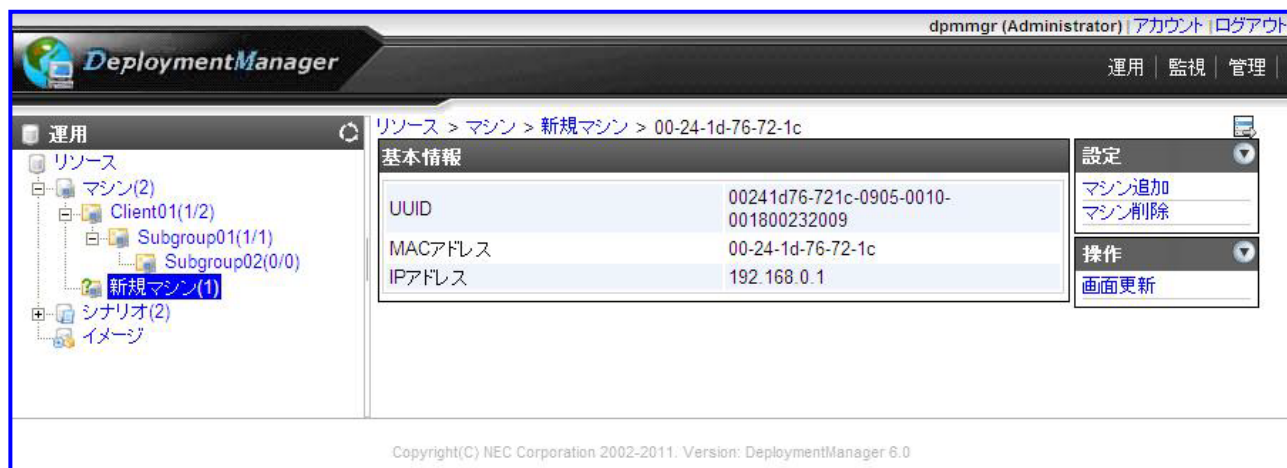 dpmmgr (Administrator) | アカウント | ログアウト
DeploymentManager
運用 | 監視 | 管理 |
運用
リソース
マシン(2)
Client01(1/2)
Subgroup01(1/1)
Subgroup02(0/0)
新規マシン(1)
シナリオ(2)
イメージ
リソース > マシン > 新規マシン > 00-24-1d-76-72-1c
基本情報
UUID 00241d76-721c-0905-0010-
001800232009
MACアドレス 00-24-1d-76-72-1c
IPアドレス 192.168.0.1
設定
マシン追加
マシン削除
操作
画面更新
Copyright(C) NEC Corporation 2002-2011. Version: DeploymentManager 6.0